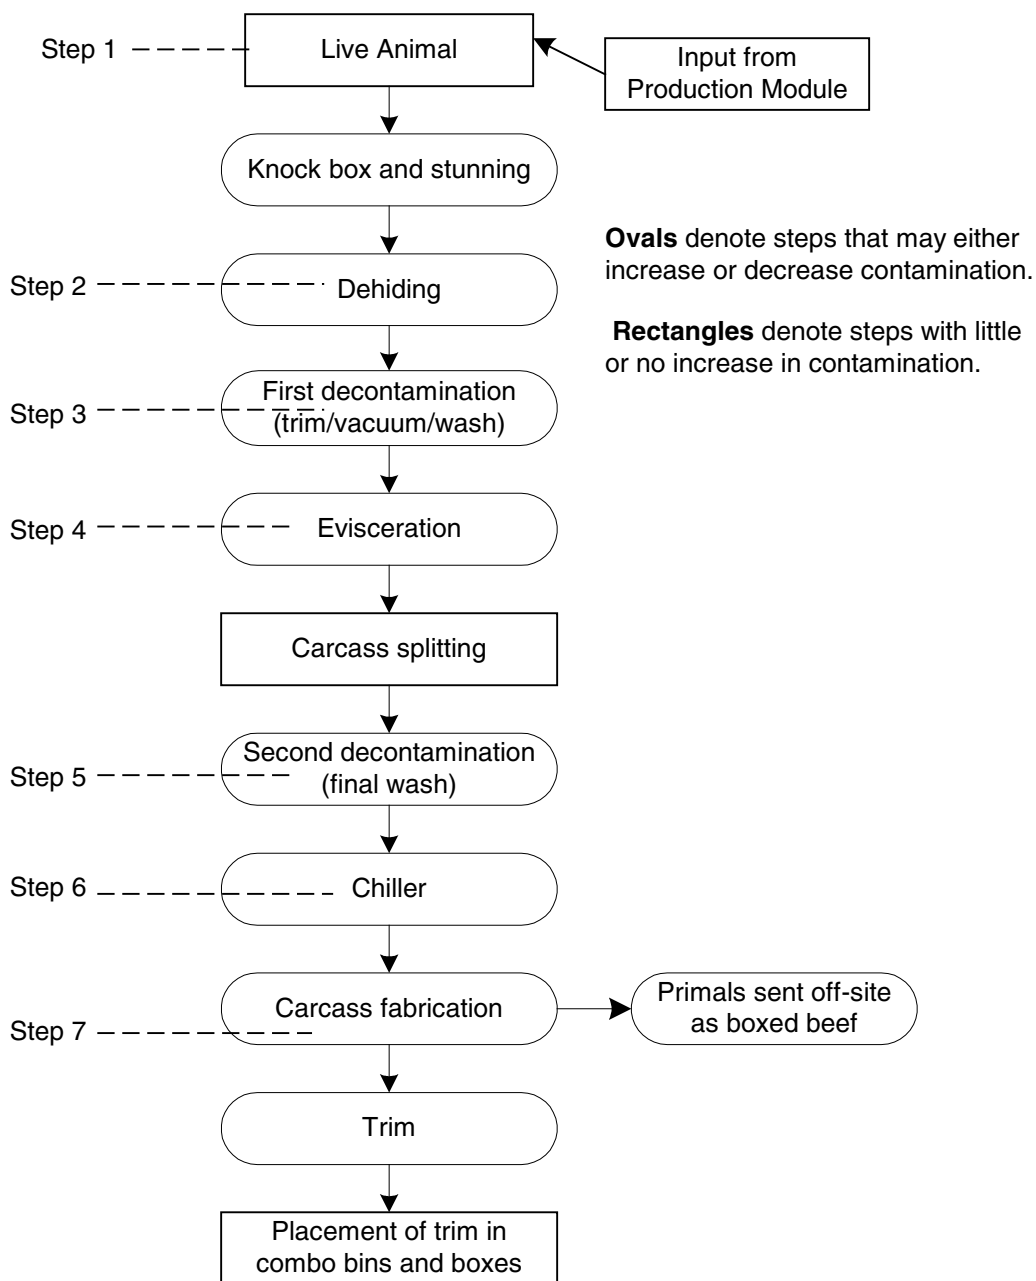 Step 1
Live Animal
Input from
Production Module
Knock box and stunning
Ovals denote steps that may either
increase or decrease contamination.
Step 2
Dehiding
Rectangles denote steps with little
or no increase in contamination.
Step 3
First decontamination
(trim/vacuum/wash)
Step 4
Evisceration
Carcass splitting
Step 5
Second decontamination
(final wash)
Step 6
Chiller
Step 7
Carcass fabrication
Primals sent off-site
as boxed beef
Trim
Placement of trim in
combo bins and boxes